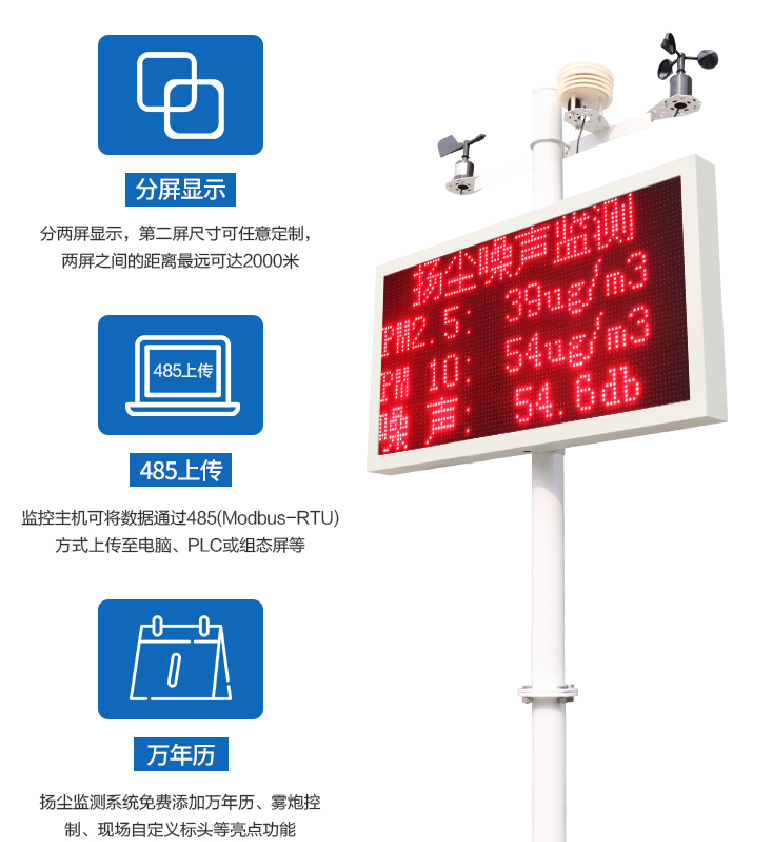 分屏显示
分两屏显示，第二屏尺寸可任意定制，
两屏之间的距离最远可达2000米
485上传
485上传
监控主机可将数据通过485(Modbus-RTU)
方式上传至电脑、PLC或组态屏等
万年历
扬尘监测系统免费添加万年历、雾炮控
制、现场自定义标头等亮点功能
扬尘噪声监测
PM2.5: 39ug/m3
PM 10: 54ug/m3
噪 声: 54.6db